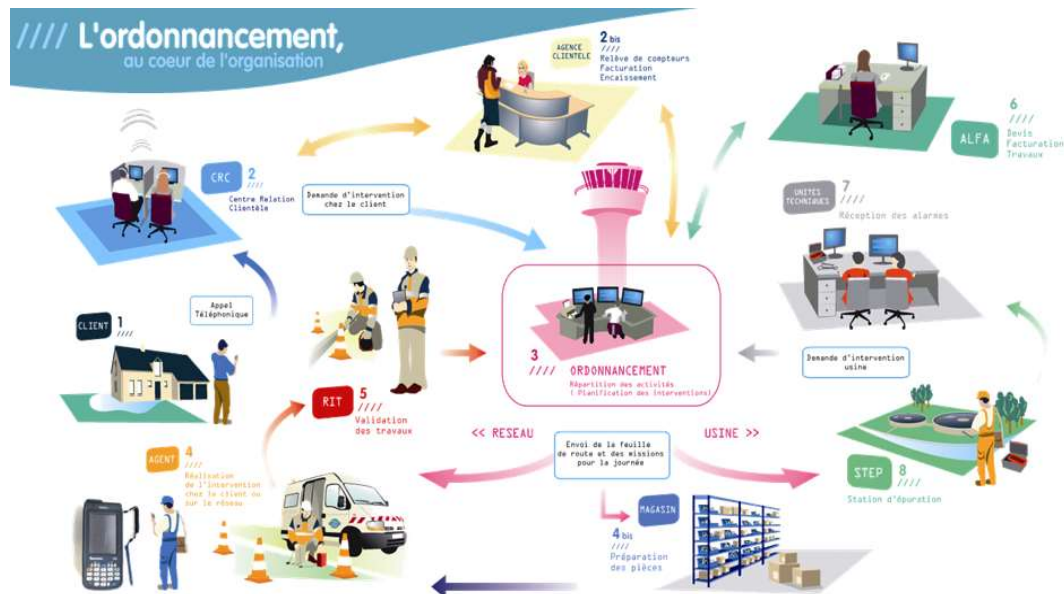 //// L'ordonnancement,
au coeur de l'organisation
AGENCE
CLIENTELE
2 bis
////
Relève de compteurs
Facturation
Encaissement
6
////
ALFA
Devis
Facturation
Travaux
CRC
2
////
Centre Relation
Clientèle
Demande d'intervention
chez le client
UNITES
TECHNIQUES
7
////
Réception des alarmes
Appel
Téléphonique
CLIENT
1
////
3
////
ORDONNANCEMENT
Répartition des activités
( Planification des interventions)
Demande d'intervention
usine
RIT
5
////
Validation
des travaux
<< RESEAU
USINE >>
Envoi de la feuille
de route et des missions
pour la journée
AGENT
4
////
Réalisation
de l'intervention
chez le client ou
sur le réseau
STEP
8
////
Station d'épuration
MAGASIN
4 bis
////
Préparation
des pièces